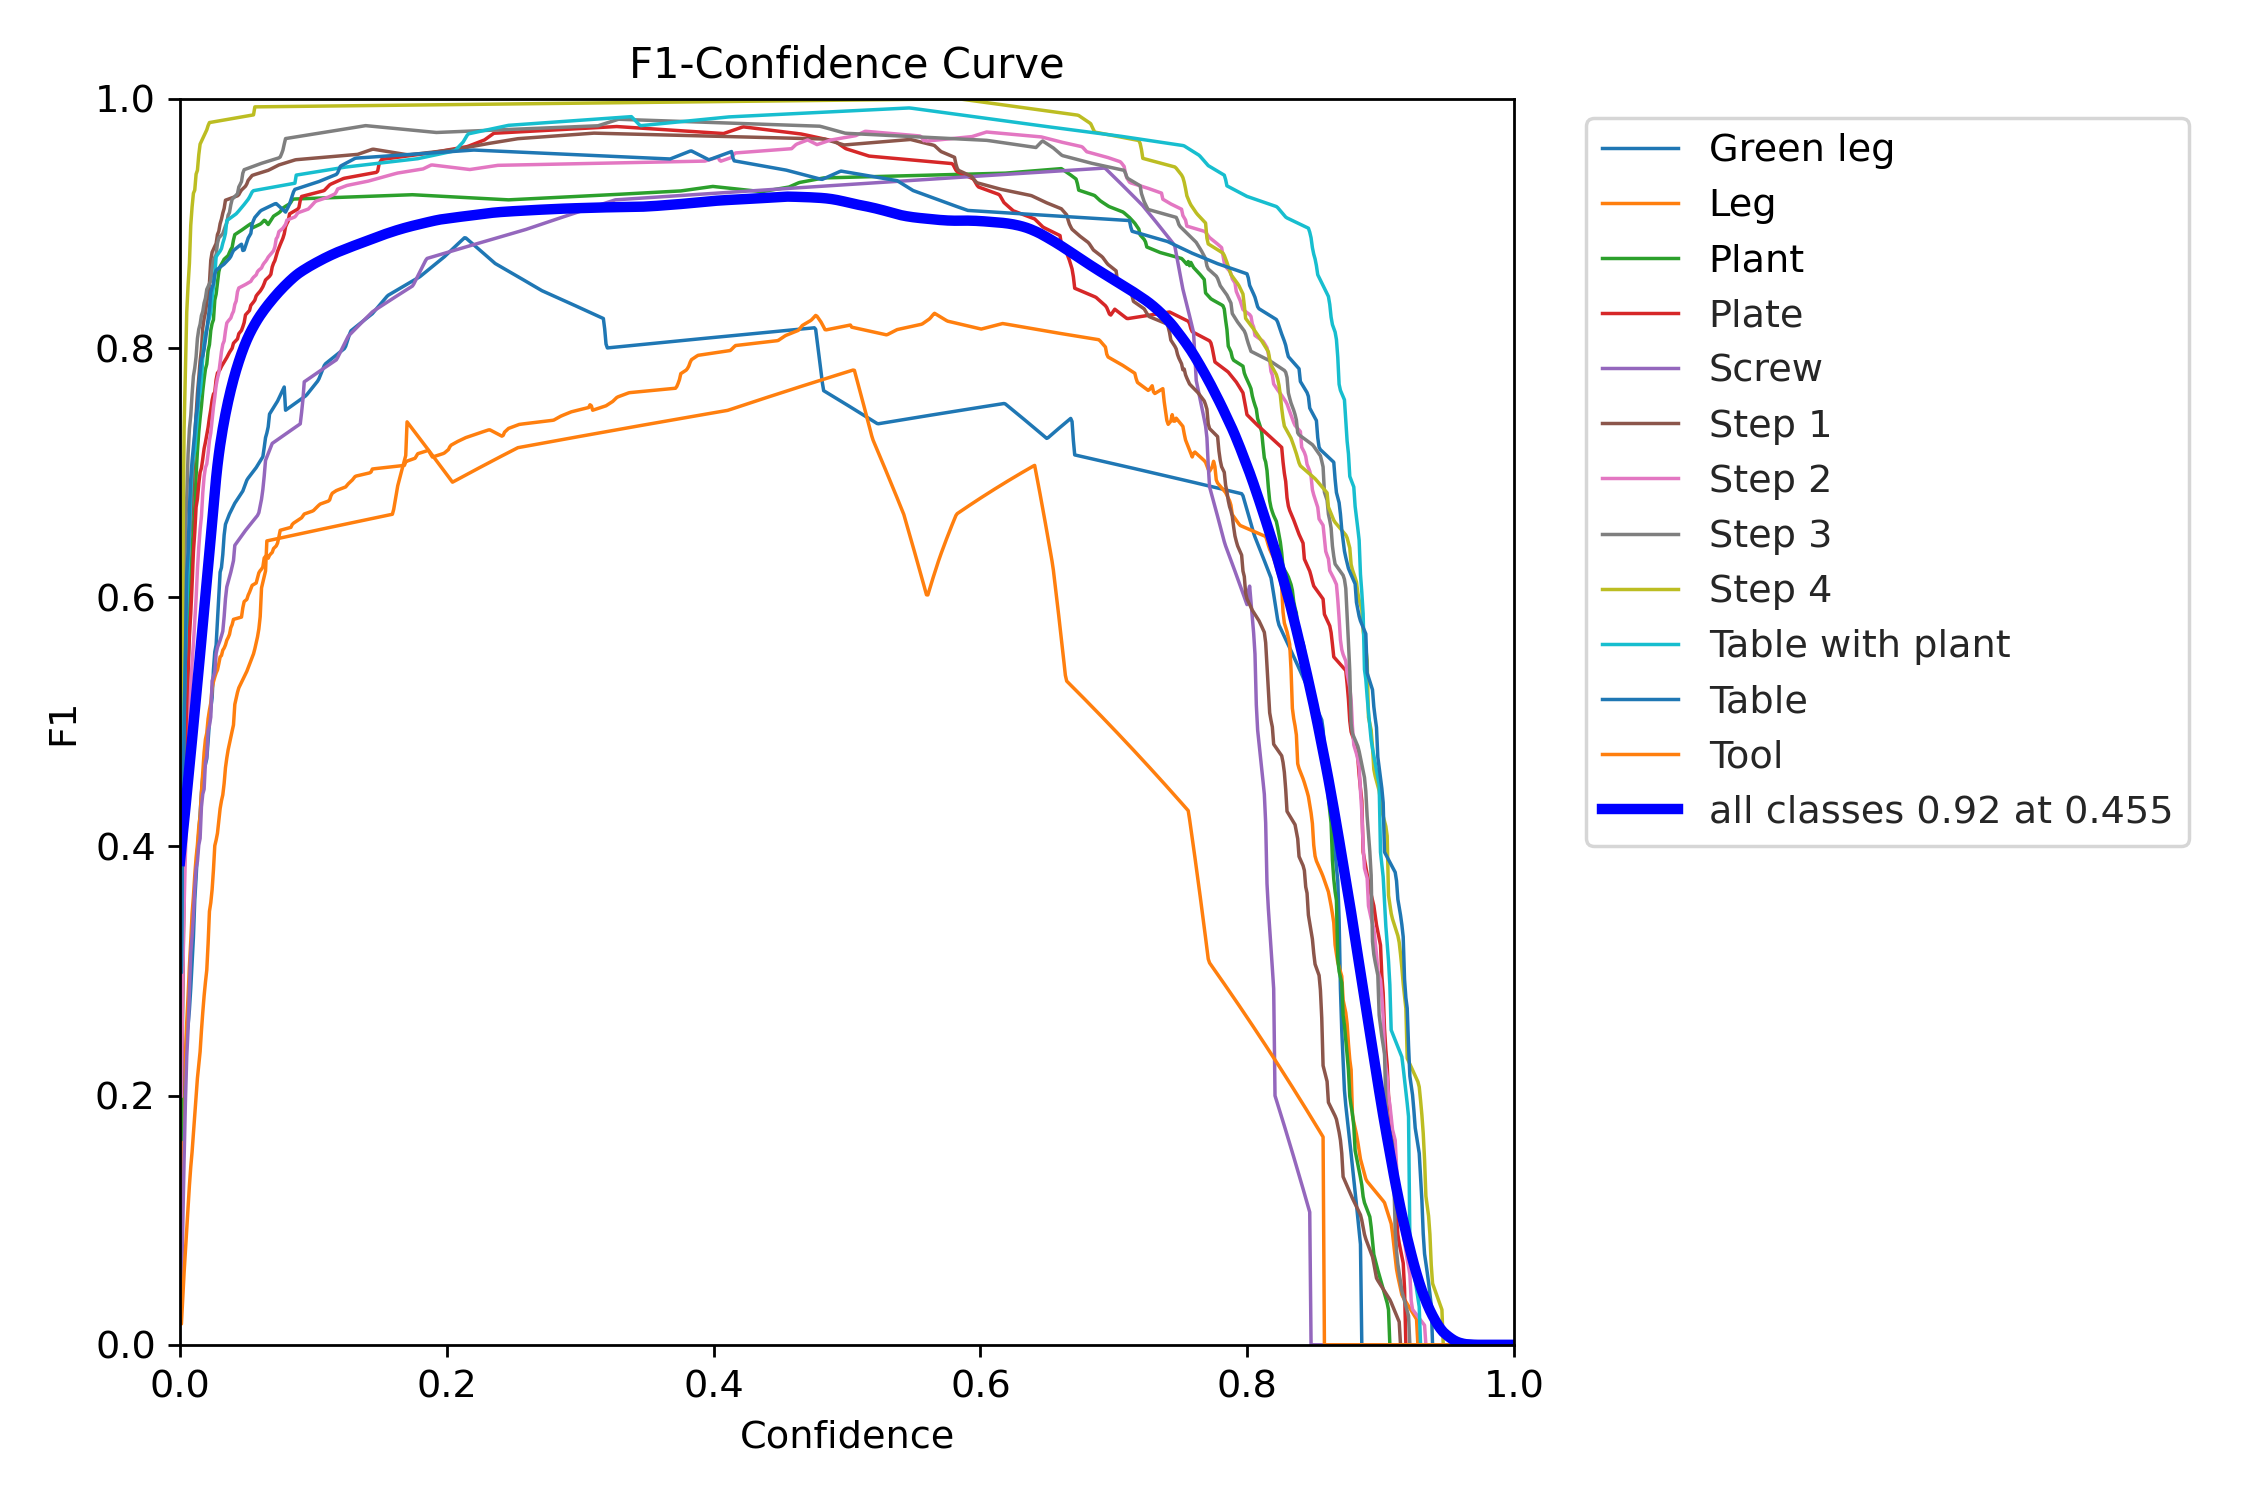 F1-Confidence Curve
1.0
0.8
0.6
0.4
0.2
0.0
F1
0.0 0.2 0.4 0.6 0.8 1.0
Confidence
Green leg
Leg
Plant
Plate
Screw
Step 1
Step 2
Step 3
Step 4
Table with plant
Table
Tool
all classes 0.92 at 0.455